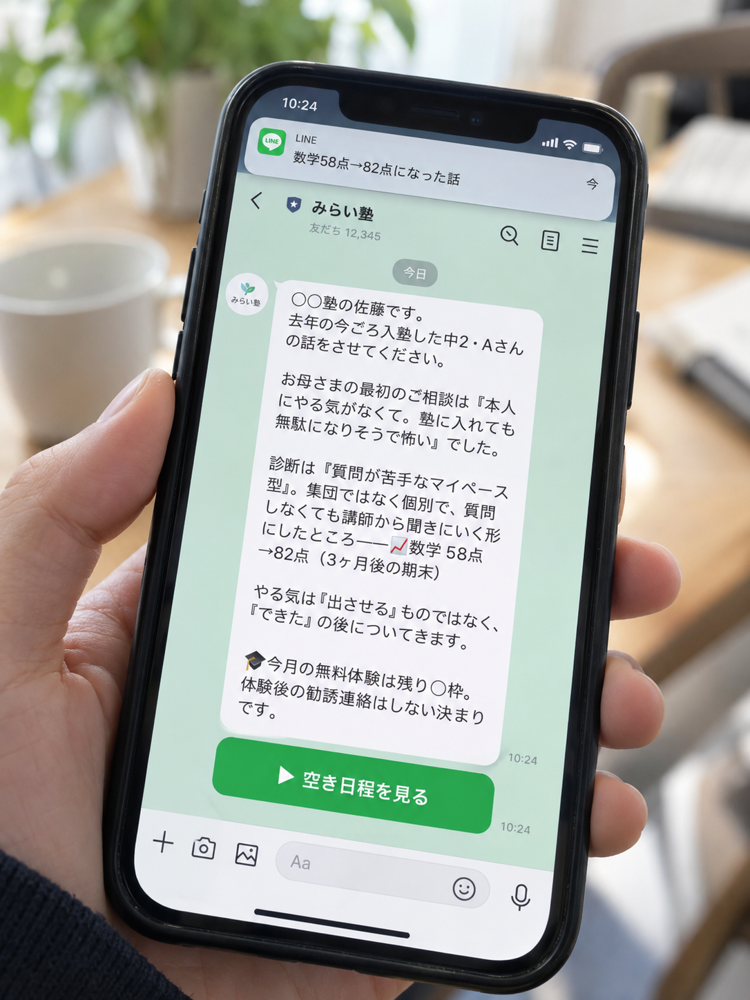 10:24
LINE
LINE
数学58点→82点になった話
今
みらい塾
友だち 12,345
今日
みらい塾
〇〇塾の佐藤です。
去年の今ごろ入塾した中2・Aさん
の話をさせてください。
お母さまの最初のご相談は『本人
にやる気がなくて。塾に入れても
無駄になりそうで怖い』でした。
診断は『質問が苦手なマイペース
型』。集団ではなく個別で、質問
しなくても講師から聞きにいく形
にしたところ——📈数学 58点
→82点（3ヶ月後の期末）
やる気は『出させる』ものではなく、
『できた』の後についてきます。
🎓今月の無料体験は残り〇枠。
体験後の勧誘連絡はしない決まり
です。
10:24
▶ 空き日程を見る
10:24
Aa